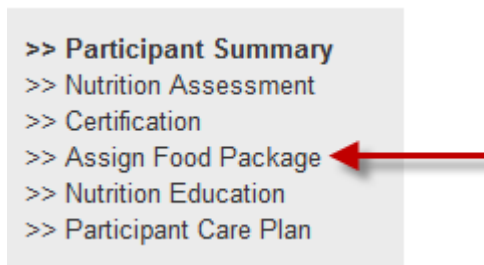 >> Participant Summary
>> Nutrition Assessment
>> Certification
>> Assign Food Package
>> Nutrition Education
>> Participant Care Plan